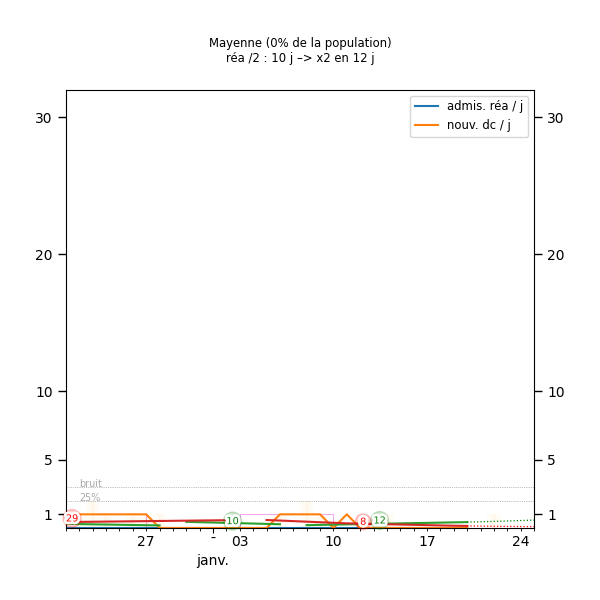 Mayenne (0% de la population)
réa /2 : 10 j –> x2 en 12 j
admis. réa / j
nouv. dc / j
30 30
20 20
10 10
5 5
bruit
25%
1 1
29 10 8 12
27 - 03 10 17 24
janv.